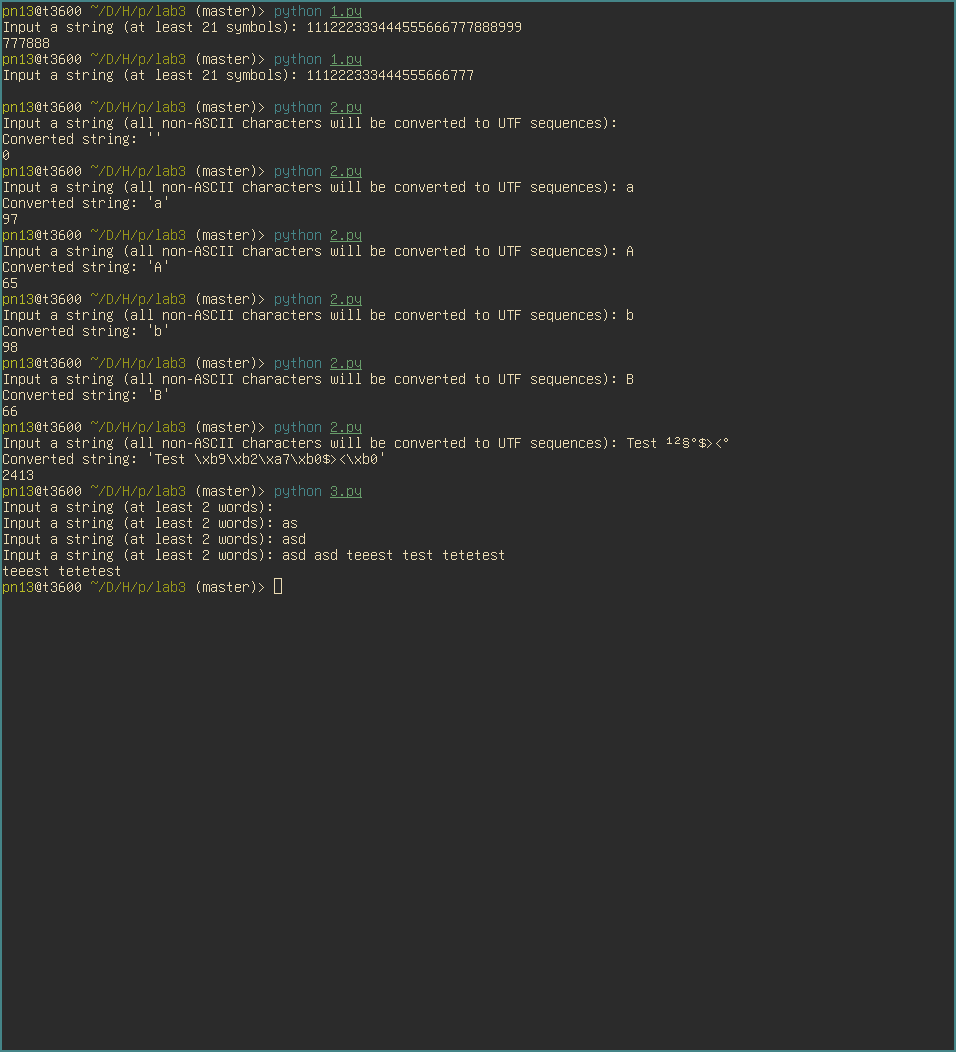 pn13@t3600 ~/D/H/p/lab3 (master)> python 1.py
Input a string (at least 21 symbols): 111222333444555666777888999
777888
pn13@t3600 ~/D/H/p/lab3 (master)> python 1.py
Input a string (at least 21 symbols): 111222333444555666777
pn13@t3600 ~/D/H/p/lab3 (master)> python 2.py
Input a string (all non-ASCII characters will be converted to UTF sequences):
Converted string: ''
0
pn13@t3600 ~/D/H/p/lab3 (master)> python 2.py
Input a string (all non-ASCII characters will be converted to UTF sequences): a
Converted string: 'a'
97
pn13@t3600 ~/D/H/p/lab3 (master)> python 2.py
Input a string (all non-ASCII characters will be converted to UTF sequences): A
Converted string: 'A'
65
pn13@t3600 ~/D/H/p/lab3 (master)> python 2.py
Input a string (all non-ASCII characters will be converted to UTF sequences): b
Converted string: 'b'
98
pn13@t3600 ~/D/H/p/lab3 (master)> python 2.py
Input a string (all non-ASCII characters will be converted to UTF sequences): B
Converted string: 'B'
66
pn13@t3600 ~/D/H/p/lab3 (master)> python 2.py
Input a string (all non-ASCII characters will be converted to UTF sequences): Test ¹²§°$><°
Converted string: 'Test \xb9\xb2\xa7\xb0$><\xb0'
2413
pn13@t3600 ~/D/H/p/lab3 (master)> python 3.py
Input a string (at least 2 words):
Input a string (at least 2 words): as
Input a string (at least 2 words): asd
Input a string (at least 2 words): asd asd teeest test tetetest
teeest tetetest
pn13@t3600 ~/D/H/p/lab3 (master)>